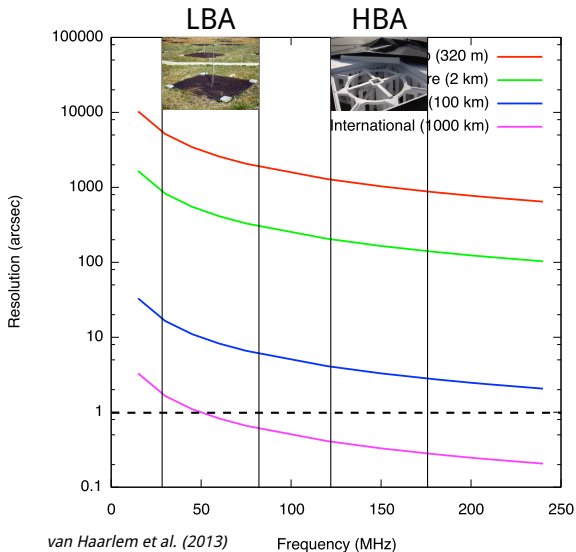 LBA
HBA
100000
10000
1000
100
10
1
0.1
Resolution (arcsec)
(320 m)
(2 km)
(100 km)
International (1000 km)
0
50
100
150
200
250
van Haarlem et al. (2013)
Frequency (MHz)